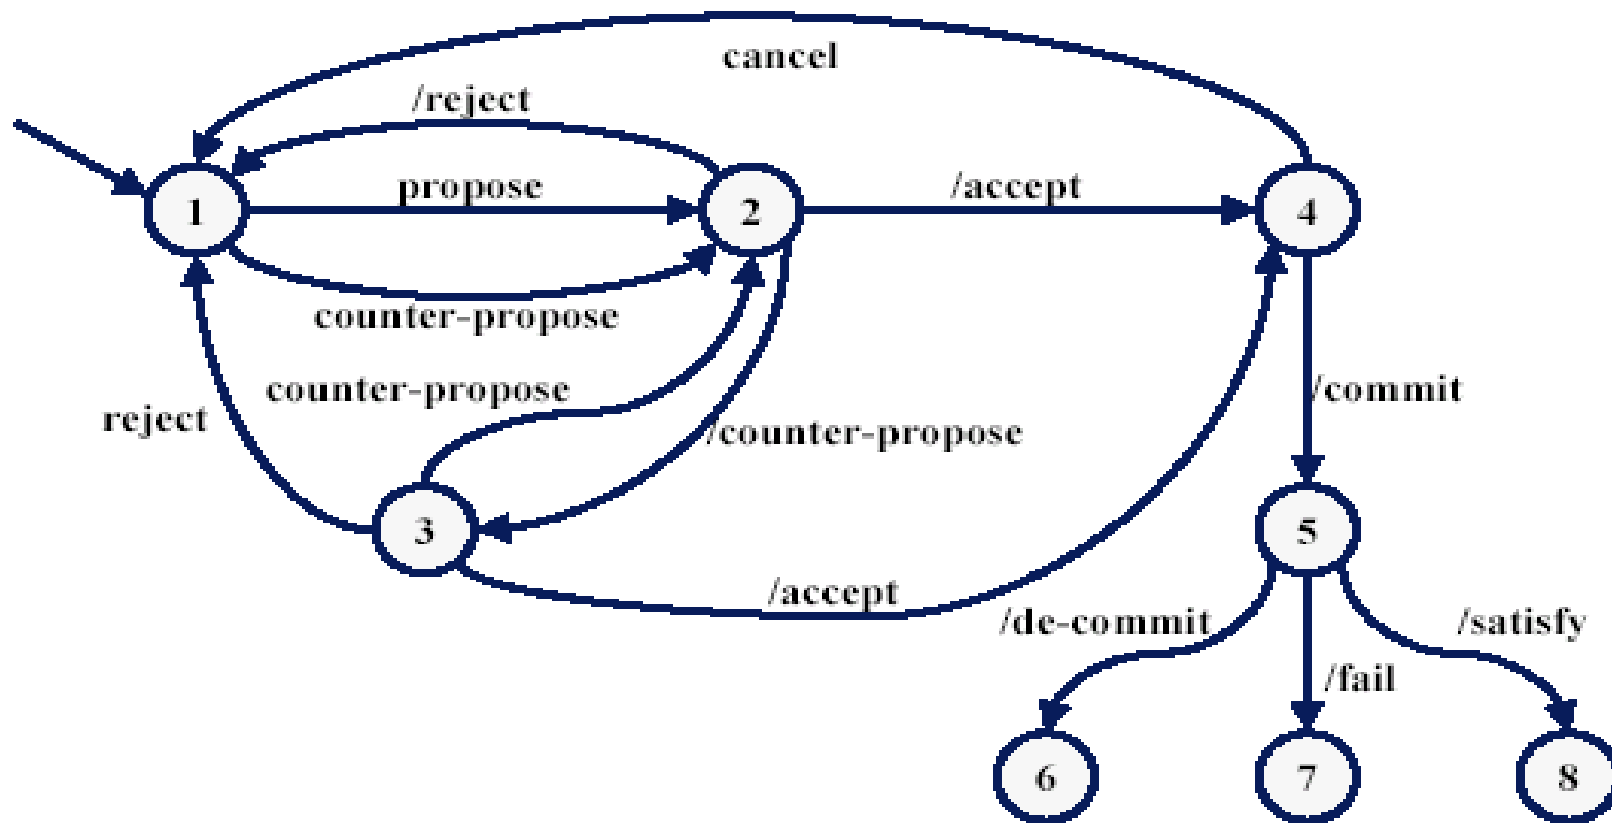 cancel
/reject
propose
/accept
1
2
4
counter-propose
counter-propose
reject
/counter-propose
/commit
3
5
/accept
/de-commit
/satisfy
/fail
6
7
8